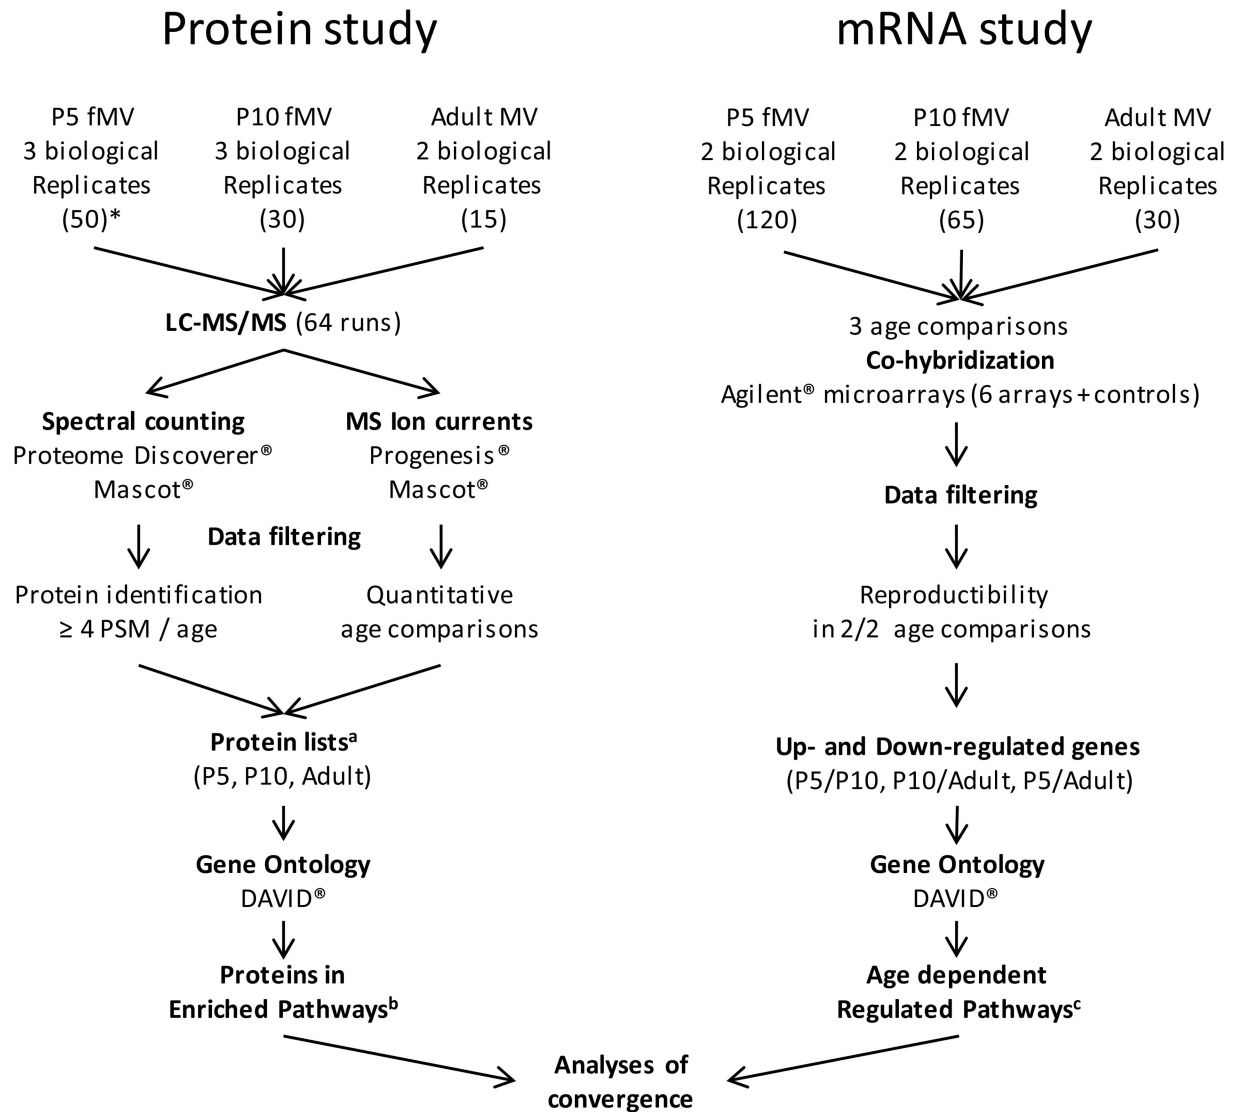 Protein study
P5 fMV
3 biological
Replicates
(50)*
P10 fMV
3 biological
Replicates
(30)
Adult MV
2 biological
Replicates
(15)
LC-MS/MS (64 runs)
Spectral counting
Proteome Discoverer®
Mascot®
MS Ion currents
Progenesis®
Mascot®
Data filtering
Protein identification
≥ 4 PSM / age
Quantitative
age comparisons
Protein listsᵃ
(P5, P10, Adult)
Gene Ontology
DAVID®
Proteins in
Enriched Pathwaysᵇ
mRNA study
P5 fMV
2 biological
Replicates
(120)
P10 fMV
2 biological
Replicates
(65)
Adult MV
2 biological
Replicates
(30)
3 age comparisons
Co-hybridization
Agilent® microarrays (6 arrays + controls)
Data filtering
Reproductibility
in 2/2 age comparisons
Up- and Down-regulated genes
(P5/P10, P10/Adult, P5/Adult)
Gene Ontology
DAVID®
Age dependent
Regulated Pathwaysᶜ
Analyses of
convergence